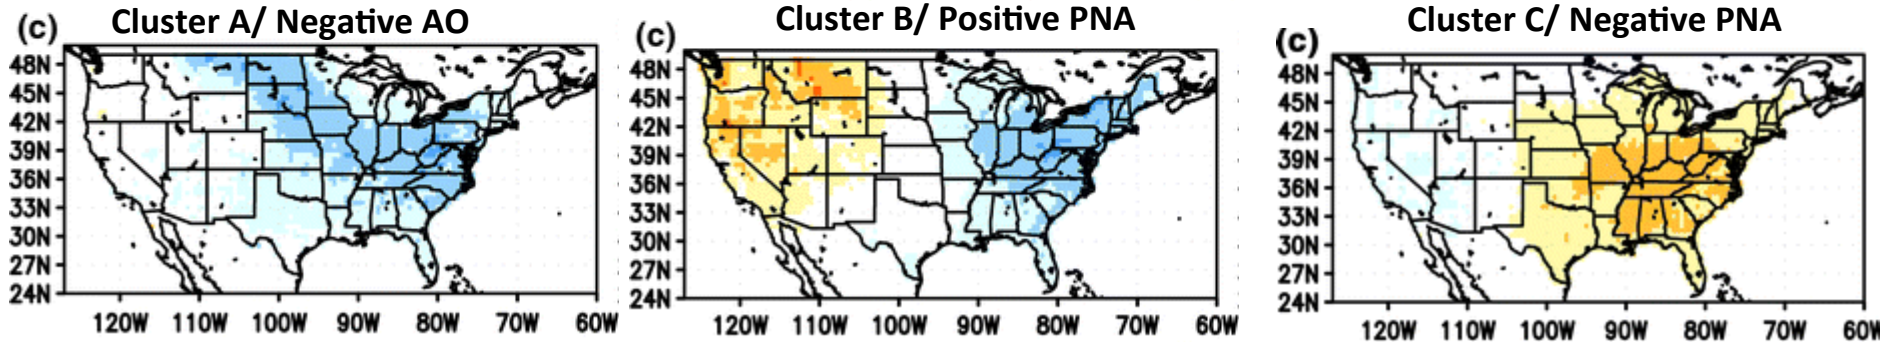 Cluster A/ Negative AO
(c)
48N
45N
42N
39N
36N
33N
30N
27N
24N
120W 110W 100W 90W 80W 70W 60W
Cluster B/ Positive PNA
(c)
48N
45N
42N
39N
36N
33N
30N
27N
24N
120W 110W 100W 90W 80W 70W 60W
Cluster C/ Negative PNA
(c)
48N
45N
42N
39N
36N
33N
30N
27N
24N
120W 110W 100W 90W 80W 70W 60W